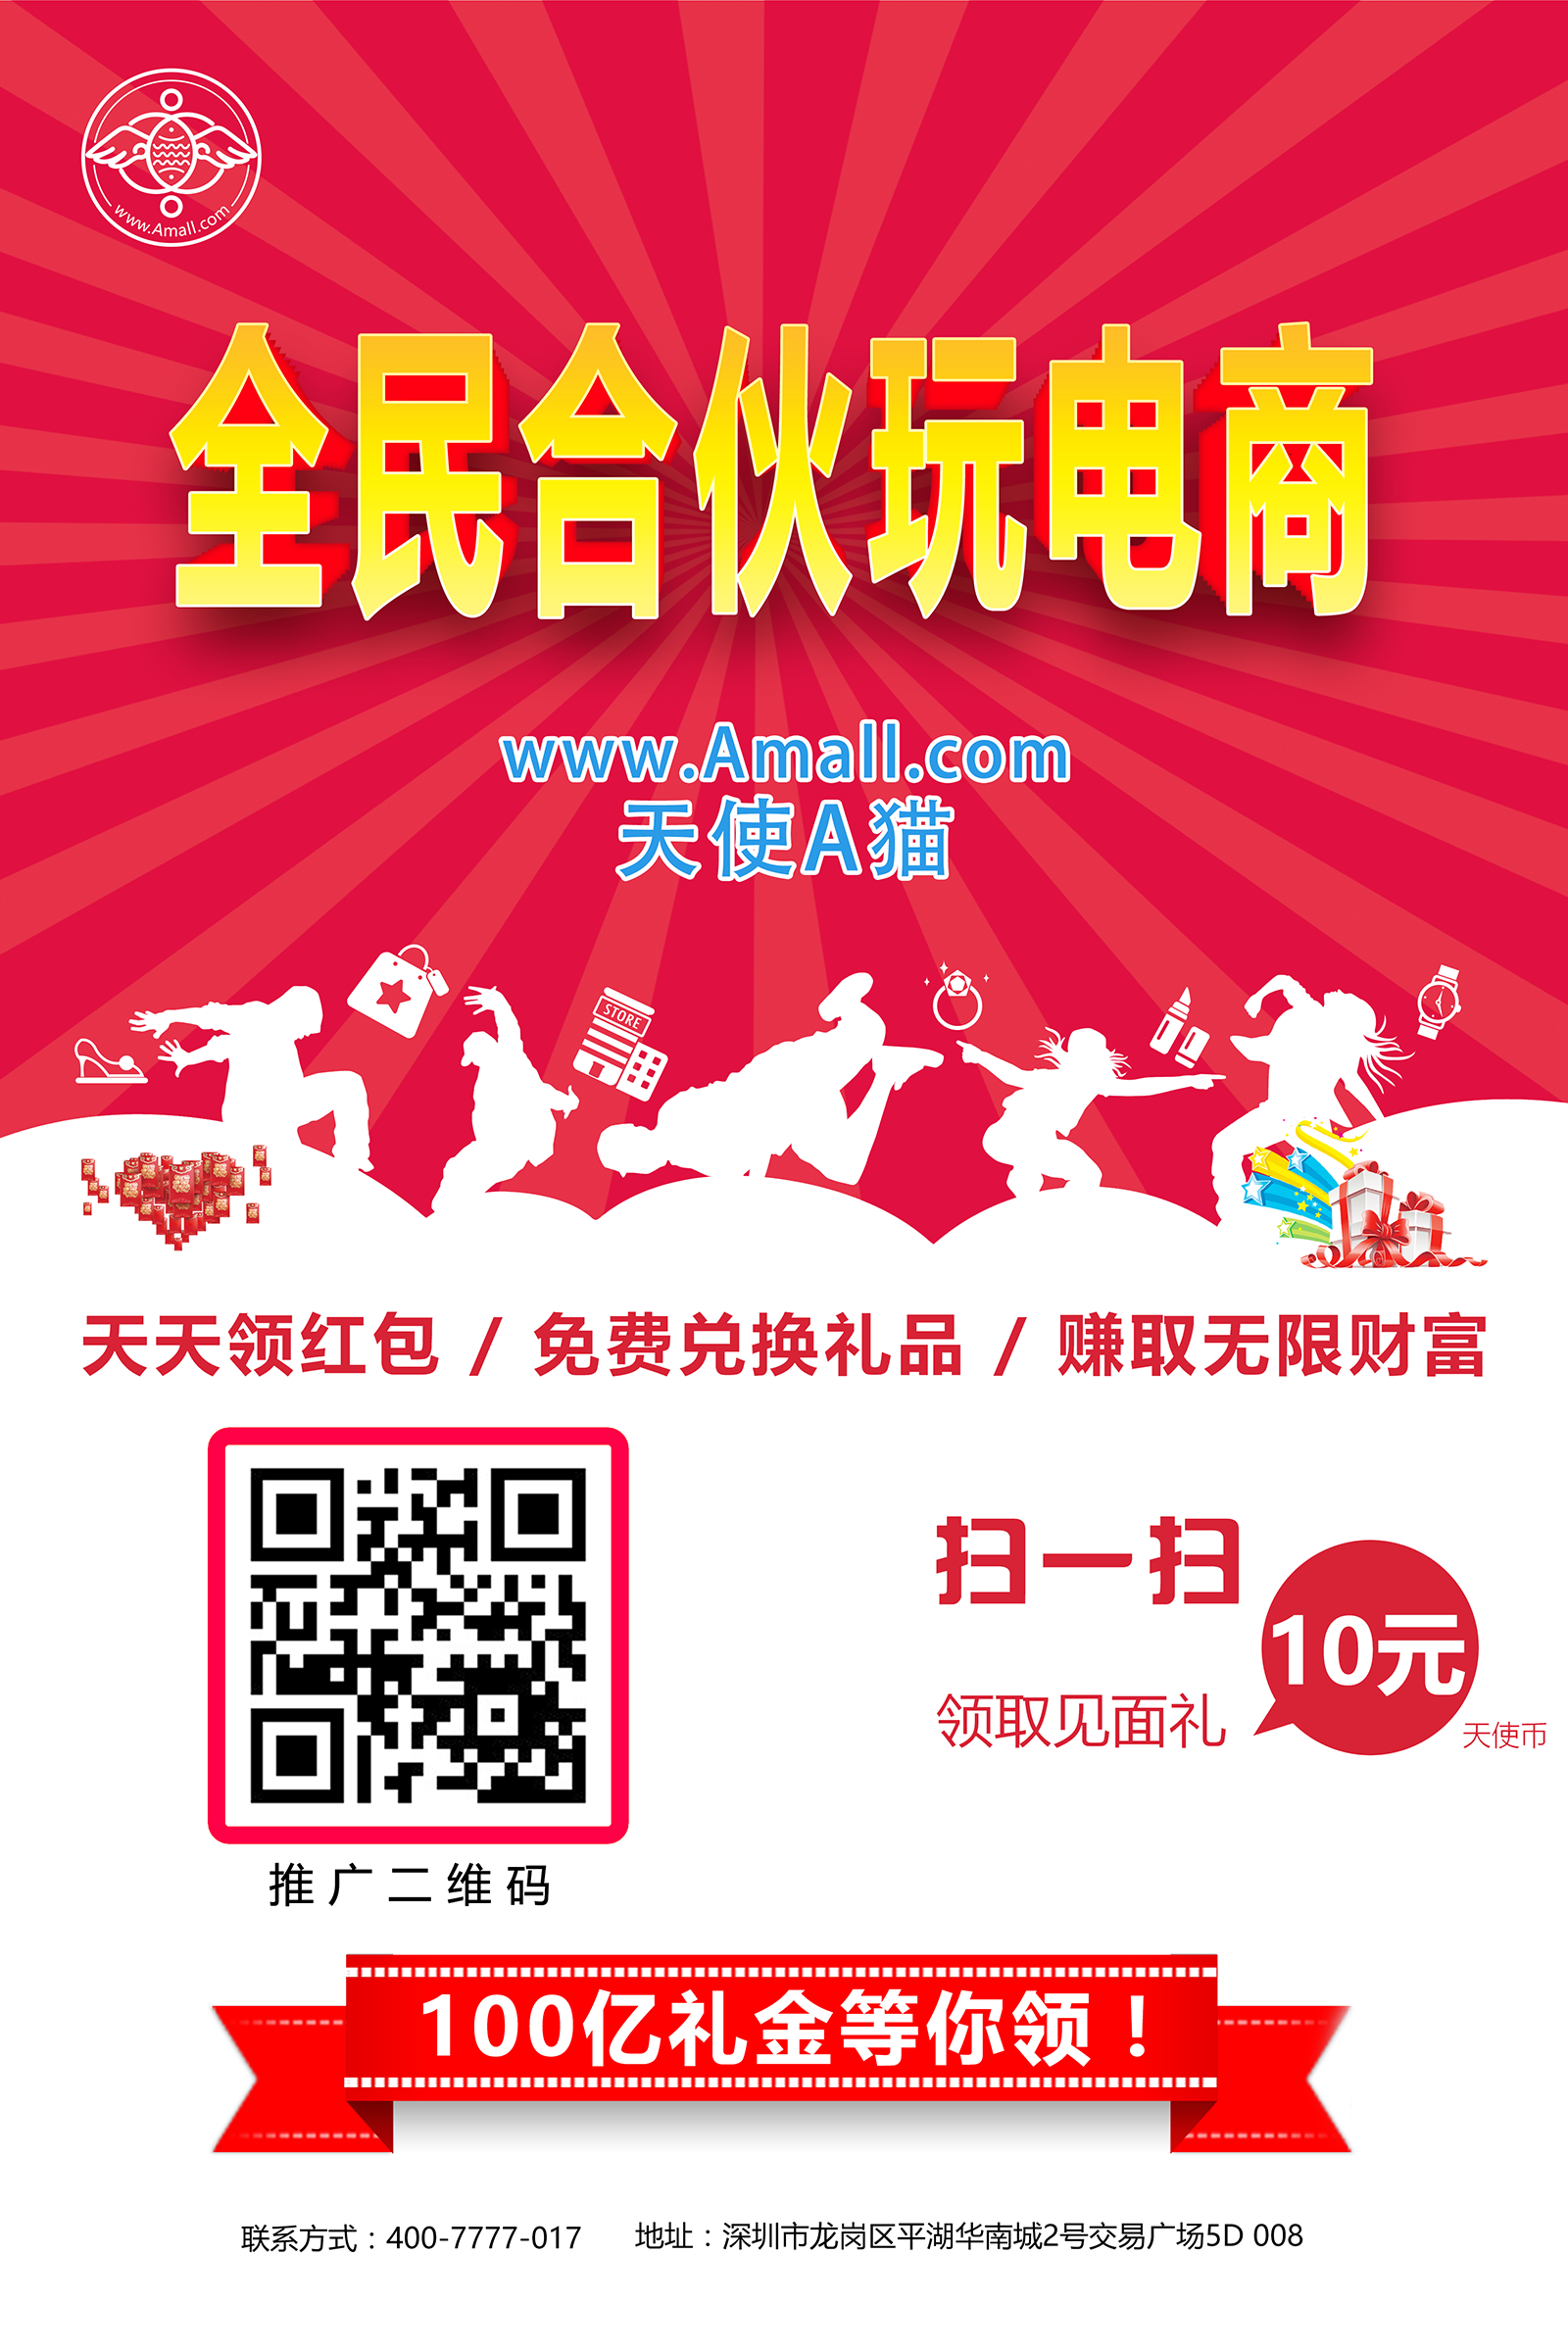 www.Amall.com
全民合伙玩电商
www.Amall.com
天使A猫
STORE
天天领红包 / 免费兑换礼品 / 赚取无限财富
扫一扫
10元
领取见面礼
天使币
推广二维码
100亿礼金等你领！
联系方式：400-7777-017 地址：深圳市龙岗区平湖华南城2号交易广场5D 008